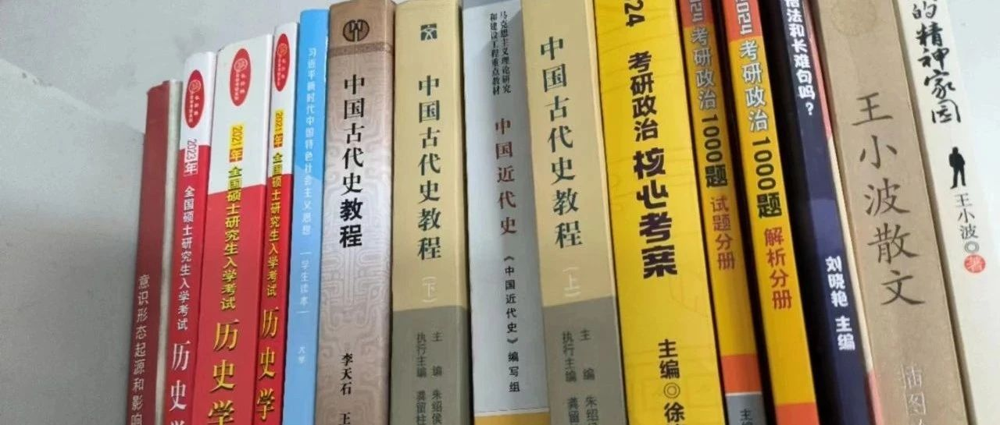 意识形态起源和影响
2023年 全国硕士研究生入学考试 历史学
2021年 全国硕士研究生入学考试 历史学
2021年 全国硕士研究生入学考试 历史学
习近平新时代中国特色社会主义思想
(学生读本)
大学
中国古代史教程
李天石 王
中国古代史教程
(下)
主编 朱绍侯
执行主编 龚留柱
马克思主义理论研究
和建设工程重点教材
中国近代史
《中国近代史》编写组
中国古代史教程
(上)
主编 朱绍侯
执行主编 龚留柱
24
考研政治 核心考案
主编◎徐
2024 考研政治 1000题 试题分册
2024 考研政治 1000题 解析分册
主编
语法和长难句吗?
刘晓艳 主编
王小波散文
插图
的精神家园
王小波◎著